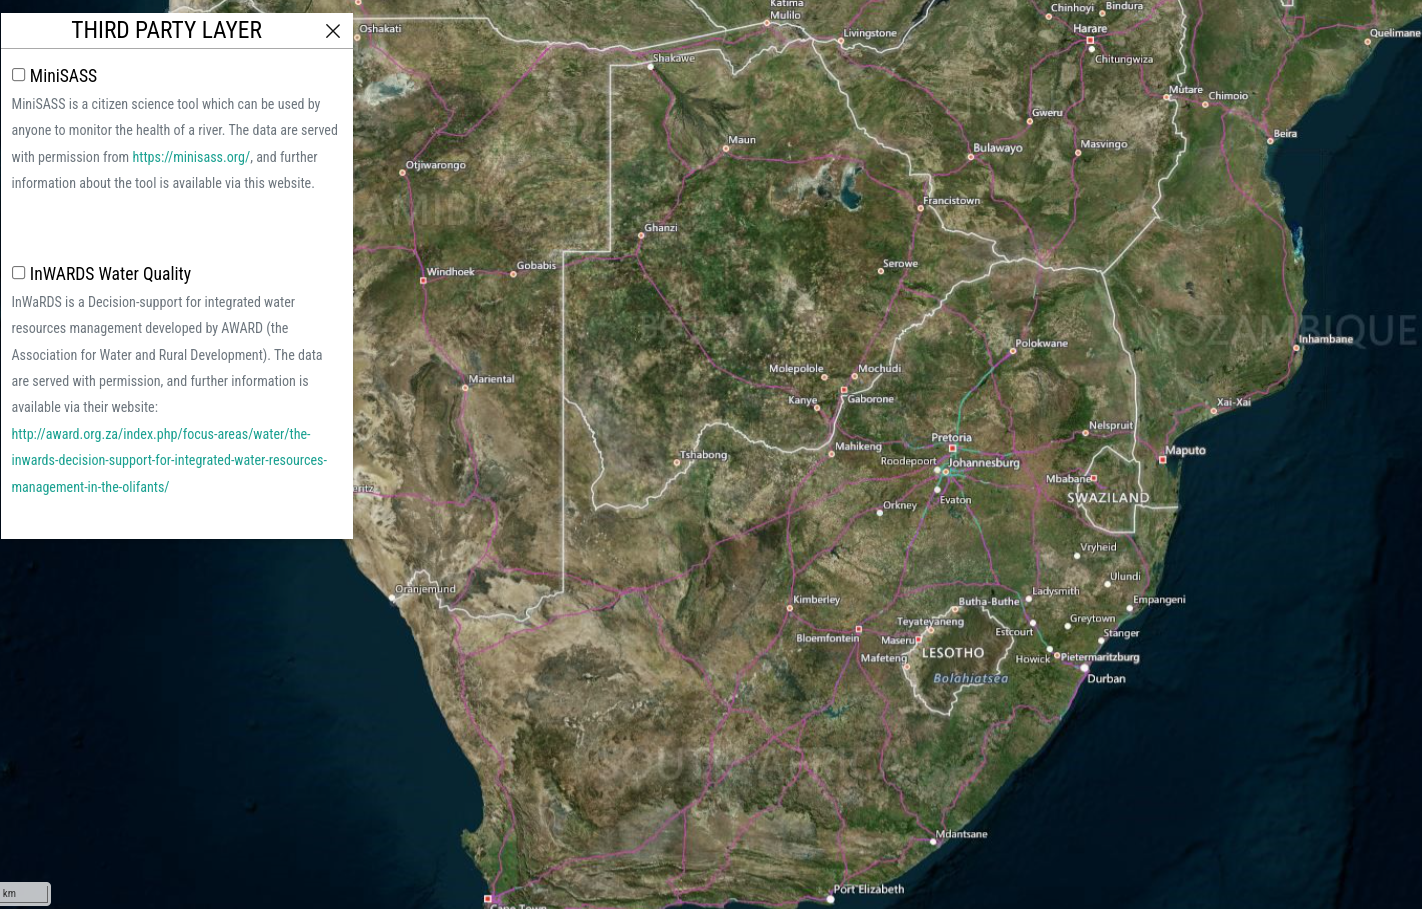 THIRD PARTY LAYER
MiniSASS
MiniSASS is a citizen science tool which can be used by
anyone to monitor the health of a river. The data are served
with permission from https://minisass.org/, and further
information about the tool is available via this website.
InWARDS Water Quality
InWaRDS is a Decision-support for integrated water
resources management developed by AWARD (the
Association for Water and Rural Development). The data
are served with permission, and further information is
available via their website:
http://award.org.za/index.php/focus-areas/water/the-
inwards-decision-support-for-integrated-water-resources-
management-in-the-olifants/
Oshakati
Katima
Mulilo
Livingstone
Chinhoyi
Bindura
Harare
Chitungwiza
Quelimane
Shakawe
Mutare
Chimoio
Gweru
Beira
Maun
Bulawayo
Masvingo
Otjiwarongo
Francistown
Ghanzi
Windhoek
Gobabis
Serowe
MOZAMBIQUE
Inhambane
Polokwane
Mariental
Molepolole
Mochudi
Kanye
Gaborone
Xai-Xai
Nelspruit
Pretoria
Mahikeng
Maputo
Tshabong
Roodepoort
Johannesburg
Mbabane
SWAZILAND
Evaton
Orkney
Vryheid
Ulundi
Oranjemund
Ladysmith
Empangeni
Kimberley
Butha-Buthe
Greytown
Teyateyaneng
Estcourt
Stanger
Bloemfontein
Maseru
LESOTHO
Mafeteng
Howick
Pietermaritzburg
Bolahiatsea
Durban
Mdantsane
Port Elizabeth
km
Cape Town